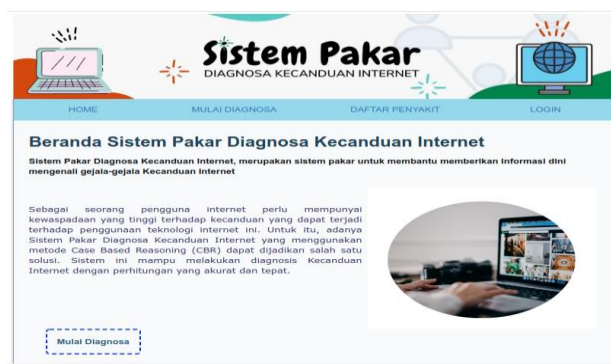 Sistem Pakar
DIAGNOSA KECANDUAN INTERNET
HOME MULAI DIAGNOSA DAFTAR PENYAKIT LOGIN
Beranda Sistem Pakar Diagnosa Kecanduan Internet
Sistem Pakar Diagnosa Kecanduan Internet, merupakan sistem pakar untuk membantu memberikan informasi dini
mengenali gejala-gejala Kecanduan Internet
Sebagai seorang pengguna internet perlu mempunyai
kewaspadaan yang tinggi terhadap kecanduan yang dapat terjadi
terhadap penggunaan teknologi internet ini. Untuk itu, adanya
Sistem Pakar Diagnosa Kecanduan Internet yang menggunakan
metode Case Based Reasoning (CBR) dapat dijadikan salah satu
solusi. Sistem ini mampu melakukan diagnosis Kecanduan
Internet dengan perhitungan yang akurat dan tepat.
Mulai Diagnosa